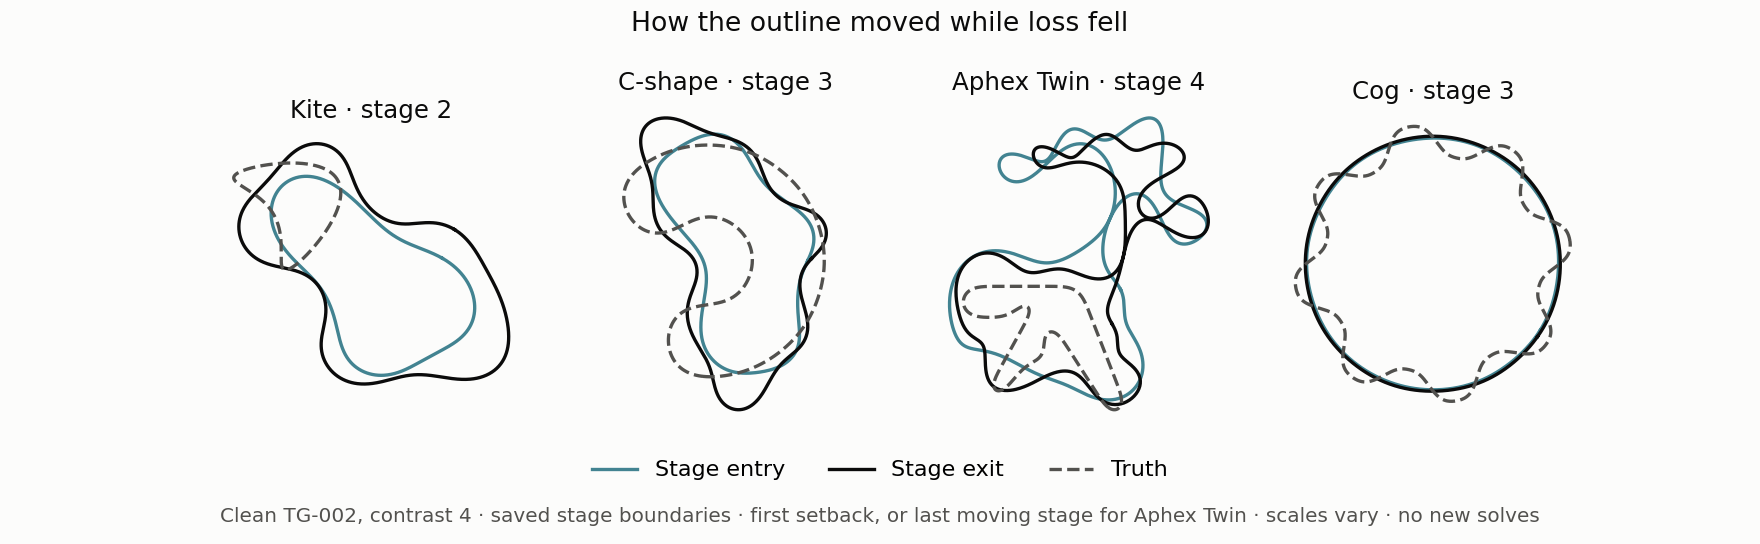 How the outline moved while loss fell
Kite · stage 2
C-shape · stage 3
Aphex Twin · stage 4
Cog · stage 3
Stage entry
Stage exit
Truth
Clean TG-002, contrast 4 · saved stage boundaries · first setback, or last moving stage for Aphex Twin · scales vary · no new solves